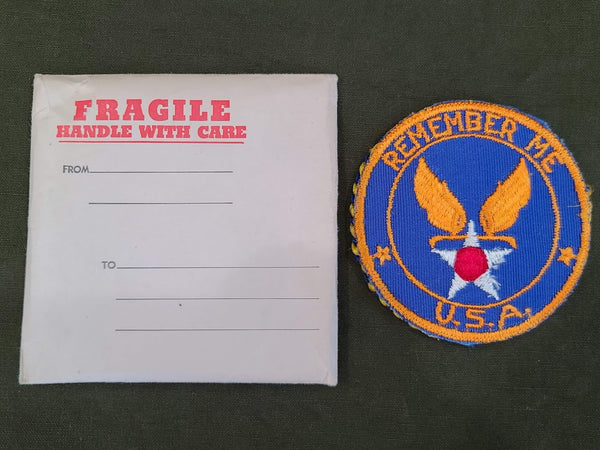 FRAGILE
HANDLE WITH CARE
FROM
TO
REMEMBER ME
U.S.A.